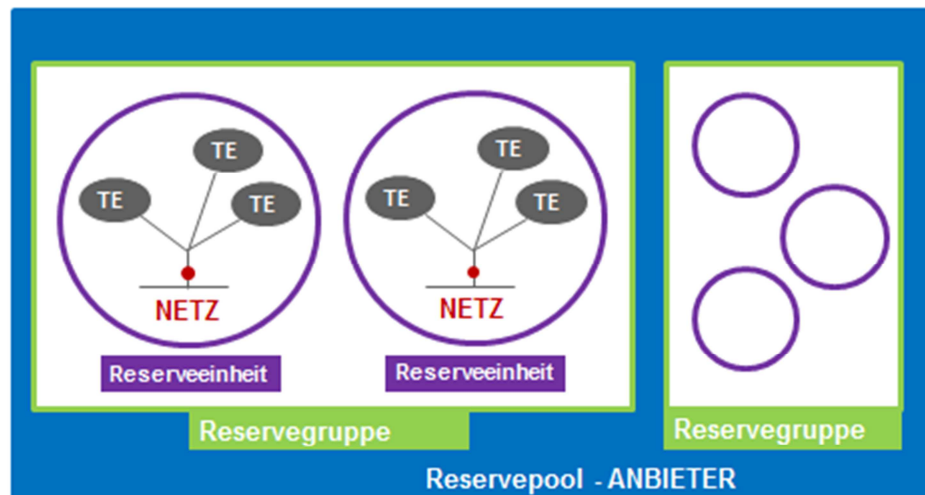 TE
TE
TE
NETZ
Reserveeinheit
TE
TE
TE
NETZ
Reserveeinheit
Reservegruppe
Reservegruppe
Reservepool - ANBIETER